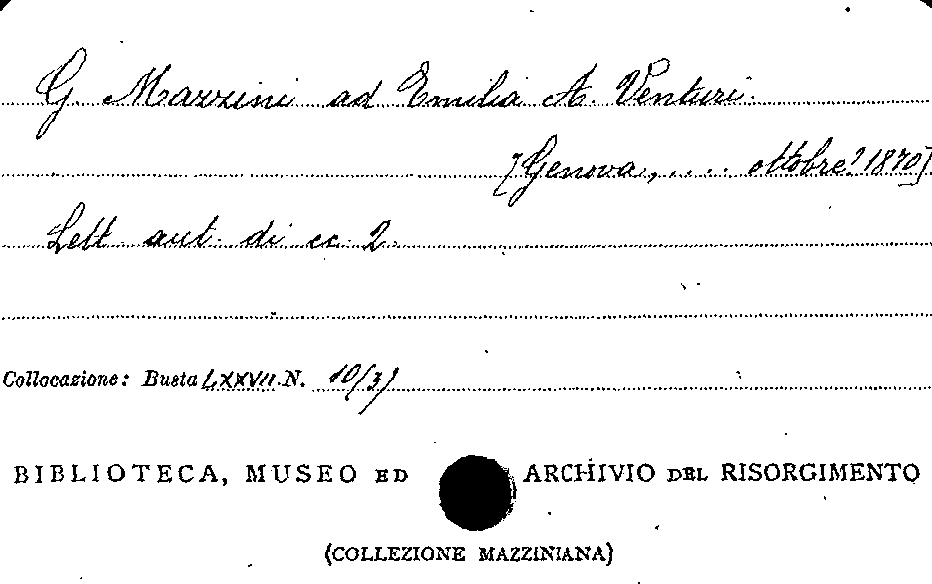 G. Mazzini ad Emilia A. Venturi.
[Genova, .... ottobre? 1870].
Lett. aut. di cc. 2.
Collocazione: Busta LXXVII N. 10(3)
BIBLIOTECA, MUSEO ED ARCHIVIO DEL RISORGIMENTO
(COLLEZIONE MAZZINIANA)